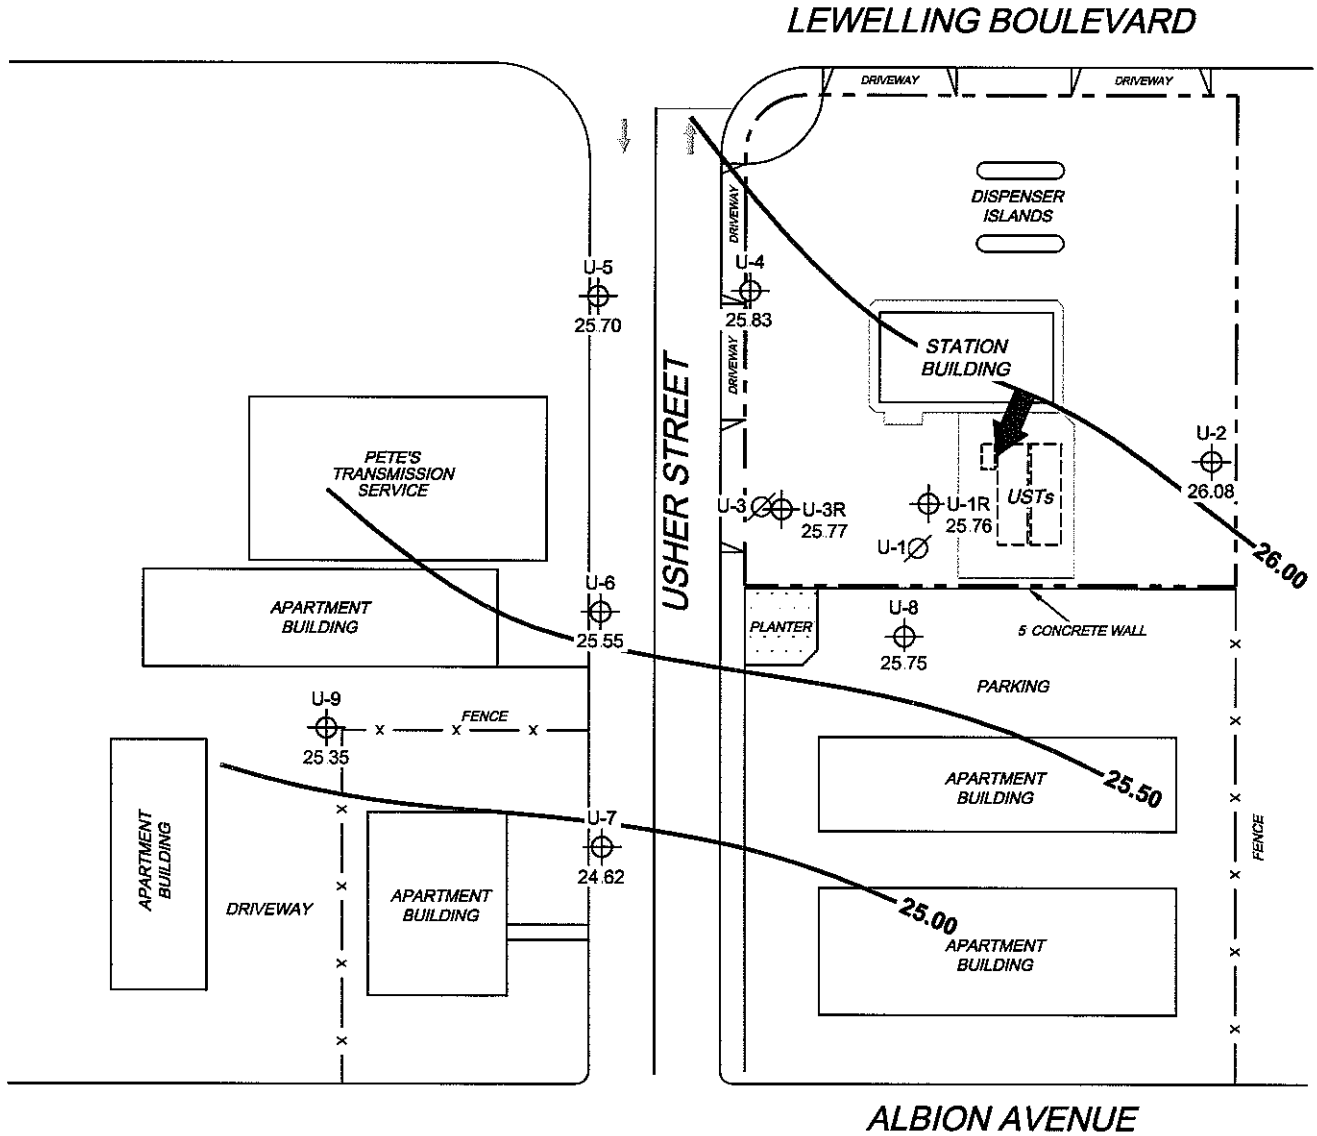 LEWELLING BOULEVARD
DRIVEWAY
DRIVEWAY
DISPENSER
ISLANDS
DRIVEWAY
U-5
25.70
U-4
25.83
STATION
BUILDING
DRIVEWAY
USHER STREET
PETE'S
TRANSMISSION
SERVICE
U-2
26.08
USTs
U-3
U-3R
25.77
U-1R
25.76
U-1
26.00
U-6
25.55
APARTMENT
BUILDING
PLANTER
U-8
25.75
5 CONCRETE WALL
PARKING
U-9
25.35
FENCE
25.50
APARTMENT
BUILDING
U-7
24.62
FENCE
APARTMENT
BUILDING
DRIVEWAY
APARTMENT
BUILDING
25.00
APARTMENT
BUILDING
ALBION AVENUE